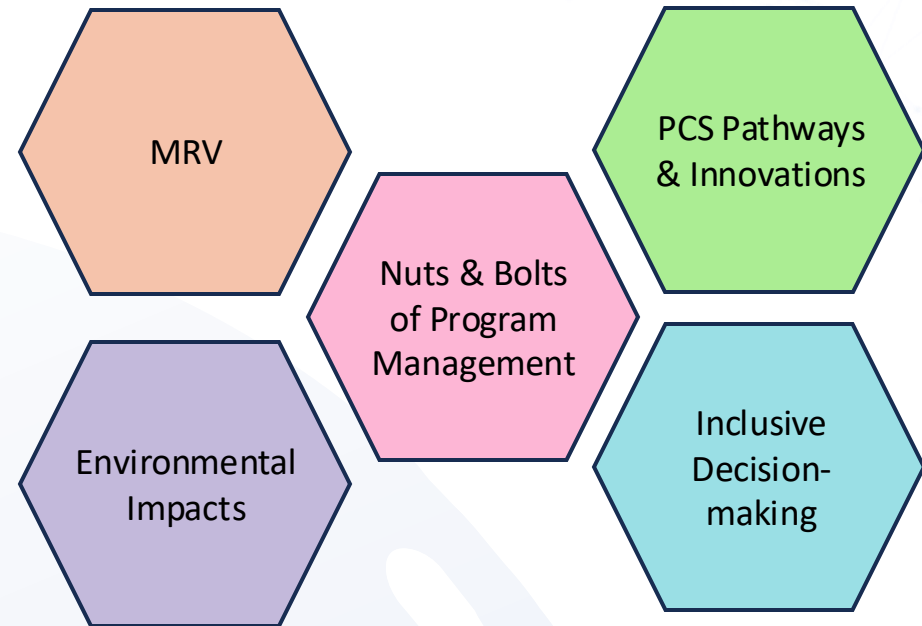 MRV
PCS Pathways
& Innovations
Nuts & Bolts
of Program
Management
Environmental
Impacts
Inclusive
Decision-
making